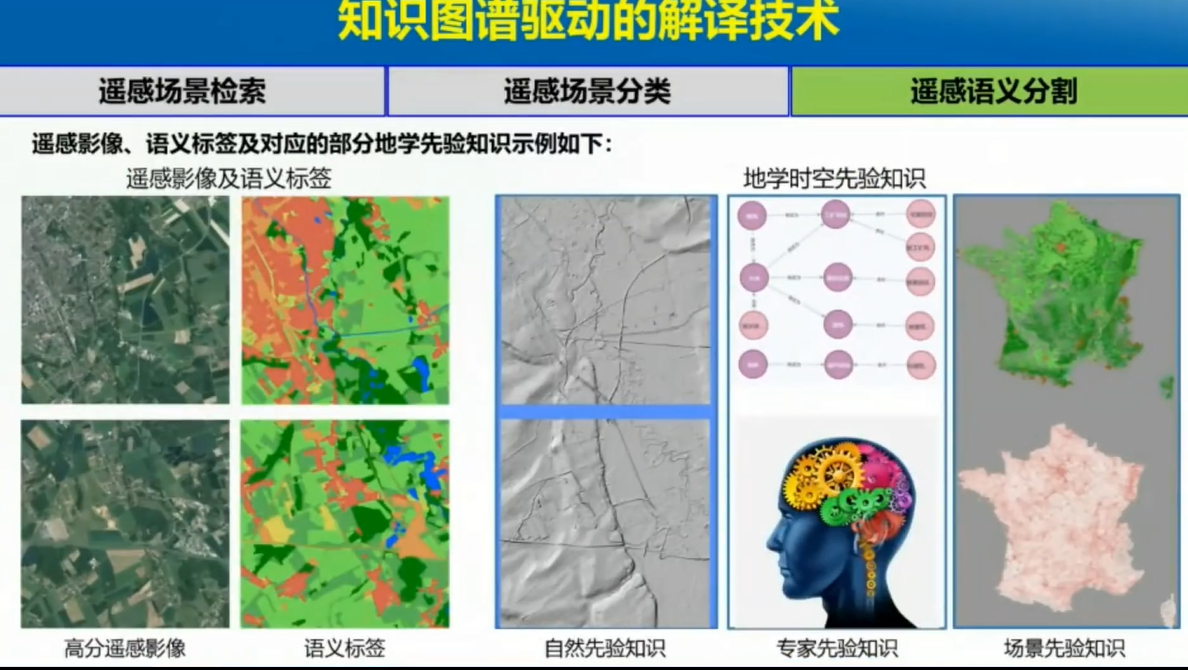 知识图谱驱动的解译技术
遥感场景检索
遥感场景分类
遥感语义分割
遥感影像、语义标签及对应的部分地学先验知识示例如下：
遥感影像及语义标签
地学时空先验知识
高分遥感影像
语义标签
自然先验知识
专家先验知识
场景先验知识